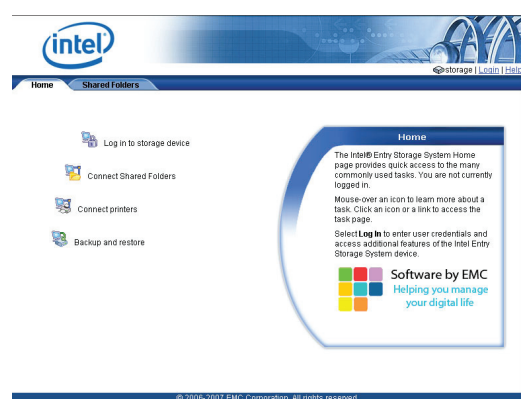 intel
storage | Login | Help
Home
Shared Folders
Log in to storage device
Connect Shared Folders
Connect printers
Backup and restore
Home
The Intel® Entry Storage System Home
page provides quick access to the many
commonly used tasks. You are not currently
logged in.
Mouse-over an icon to learn more about a
task. Click an icon or a link to access the
task page.
Select Log In to enter user credentials and
access additional features of the Intel Entry
Storage System device.
Software by EMC
Helping you manage
your digital life
© 2006-2007 EMC Corporation. All rights reserved.